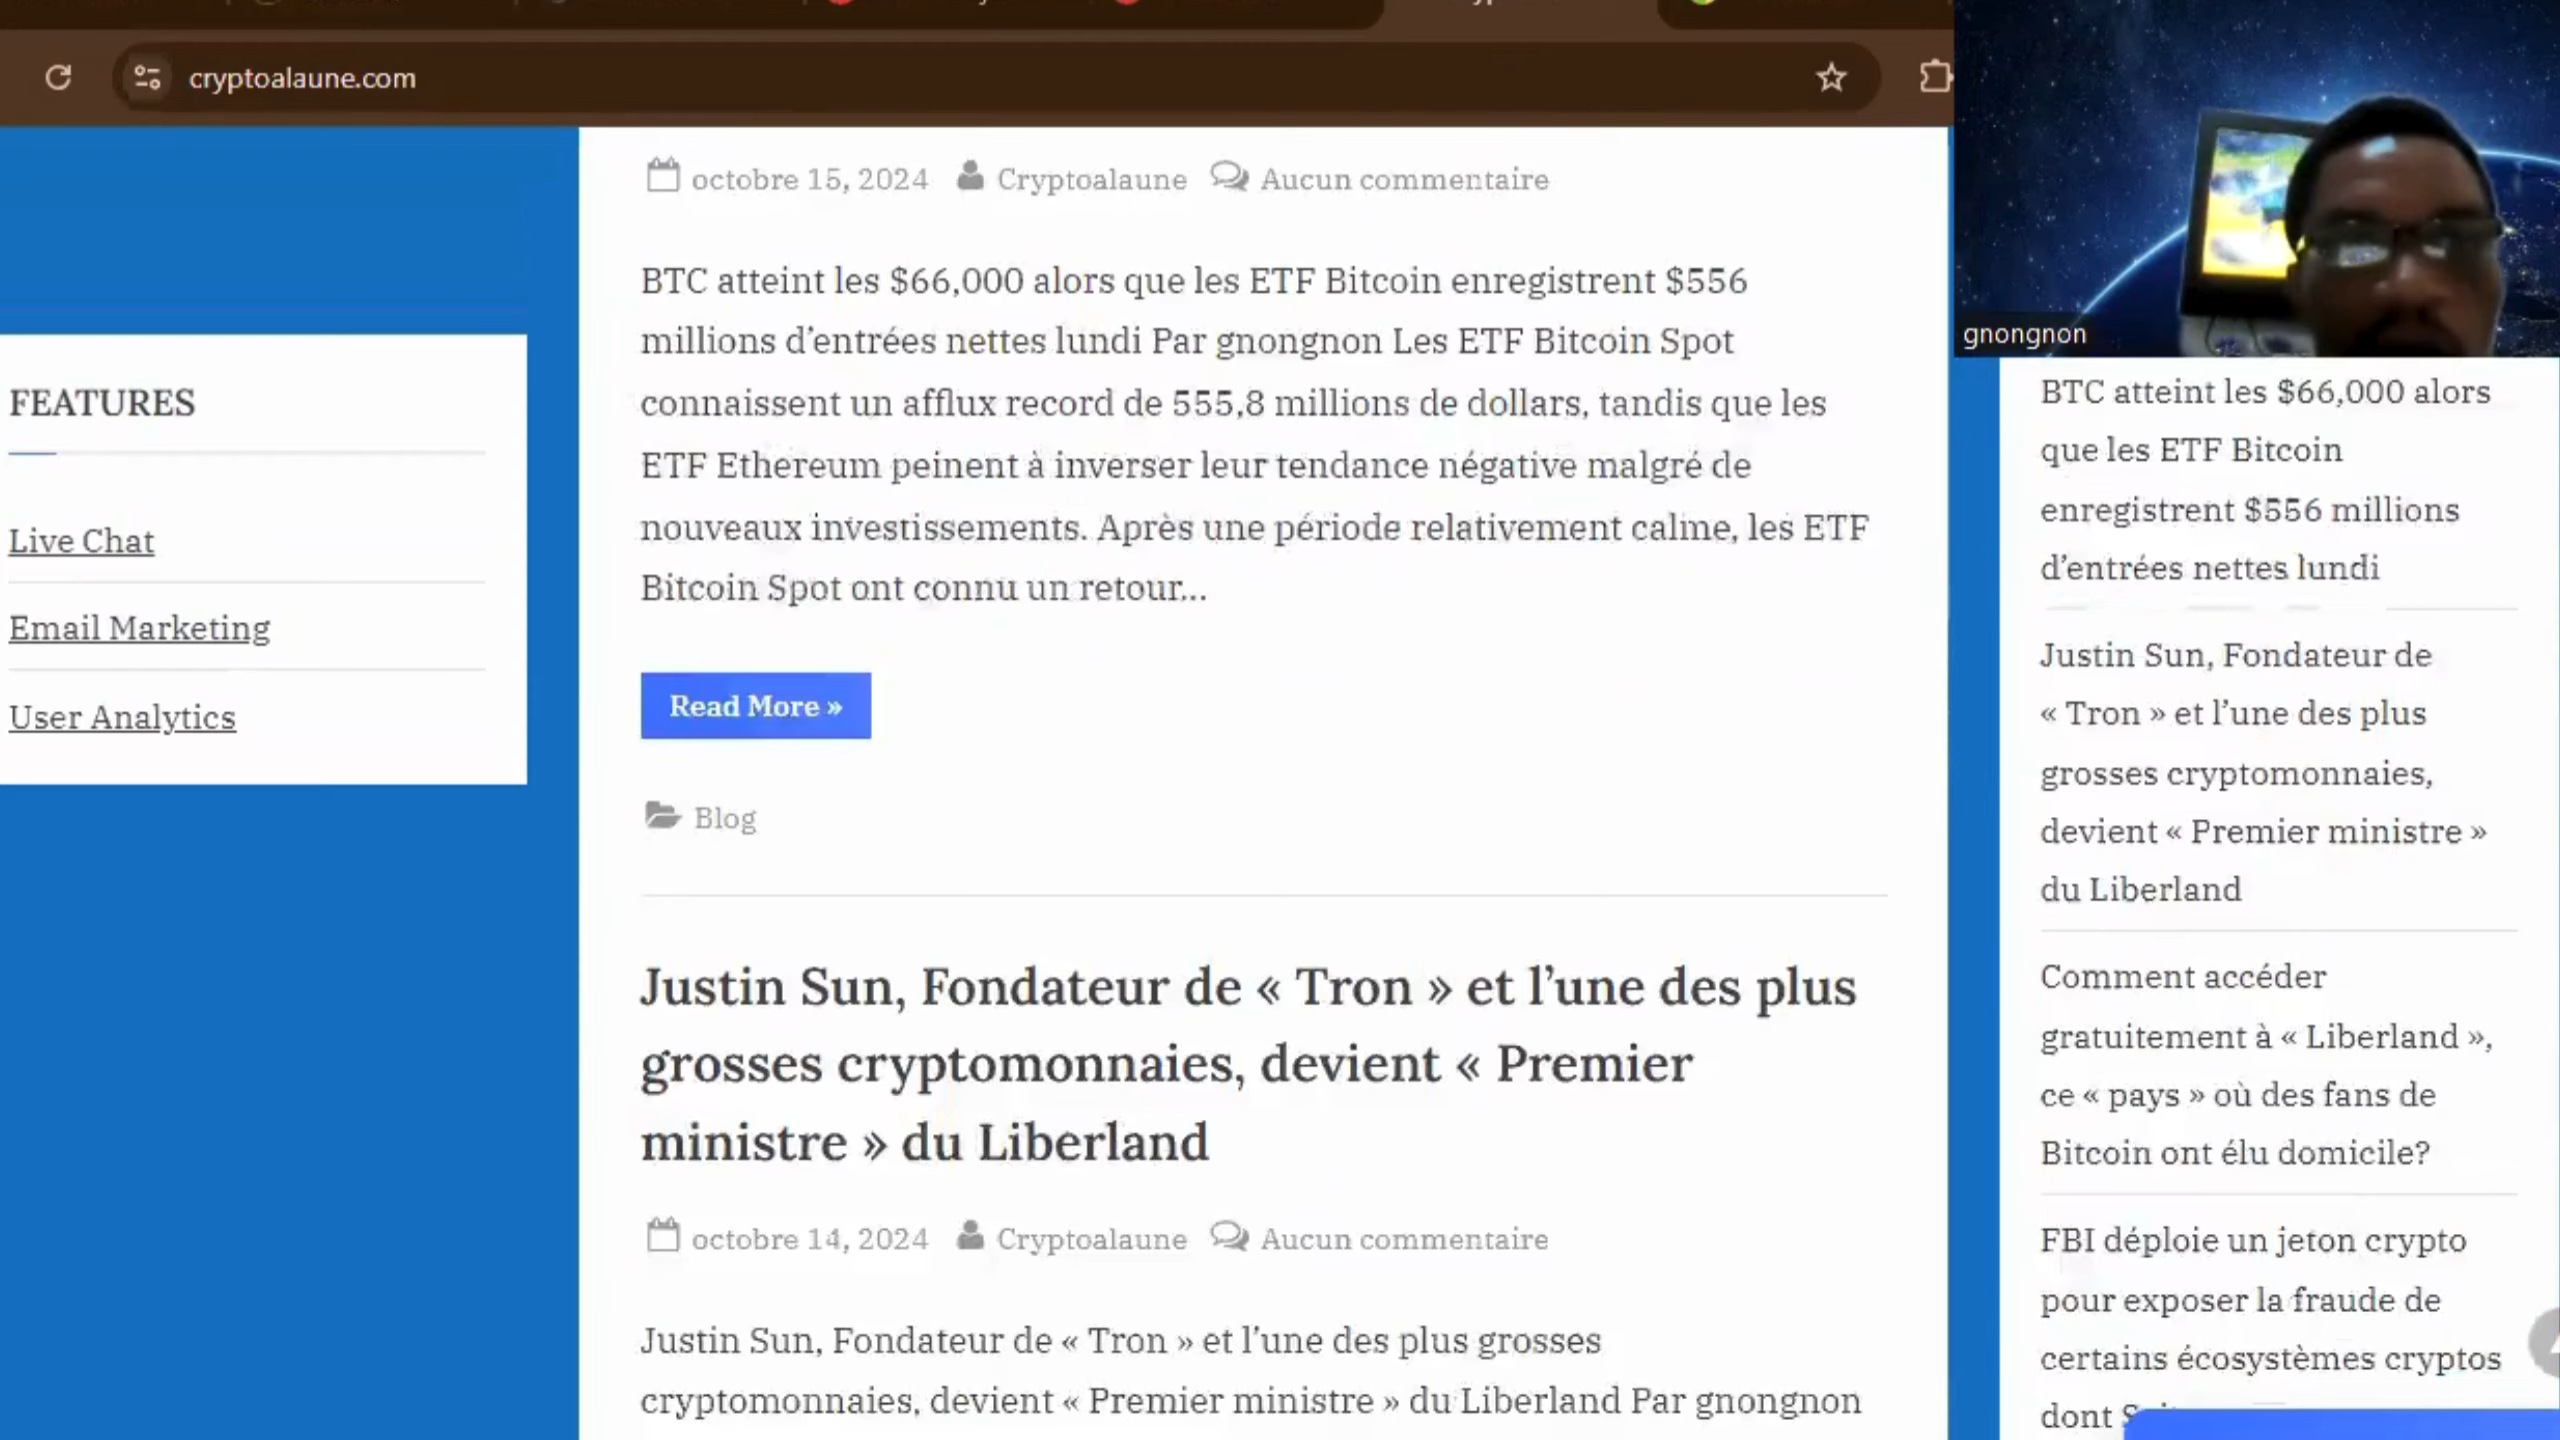 cryptoalaune.com
gnongnon
FEATURES
Live Chat
Email Marketing
User Analytics
octobre 15, 2024 Cryptoalaune Aucun commentaire
BTC atteint les $66,000 alors que les ETF Bitcoin enregistrent $556
millions d’entrées nettes lundi Par gnongnon Les ETF Bitcoin Spot
connaissent un afflux record de 555,8 millions de dollars, tandis que les
ETF Ethereum peinent à inverser leur tendance négative malgré de
nouveaux investissements. Après une période relativement calme, les ETF
Bitcoin Spot ont connu un retour...
Read More »
Blog
Justin Sun, Fondateur de « Tron » et l’une des plus
grosses cryptomonnaies, devient « Premier
ministre » du Liberland
octobre 14, 2024 Cryptoalaune Aucun commentaire
Justin Sun, Fondateur de « Tron » et l’une des plus grosses
cryptomonnaies, devient « Premier ministre » du Liberland Par gnongnon
BTC atteint les $66,000 alors
que les ETF Bitcoin
enregistrent $556 millions
d’entrées nettes lundi
Justin Sun, Fondateur de
« Tron » et l’une des plus
grosses cryptomonnaies,
devient « Premier ministre »
du Liberland
Comment accéder
gratuitement à « Liberland »,
ce « pays » où des fans de
Bitcoin ont élu domicile?
FBI déploie un jeton crypto
pour exposer la fraude de
certains écosystèmes cryptos
dont